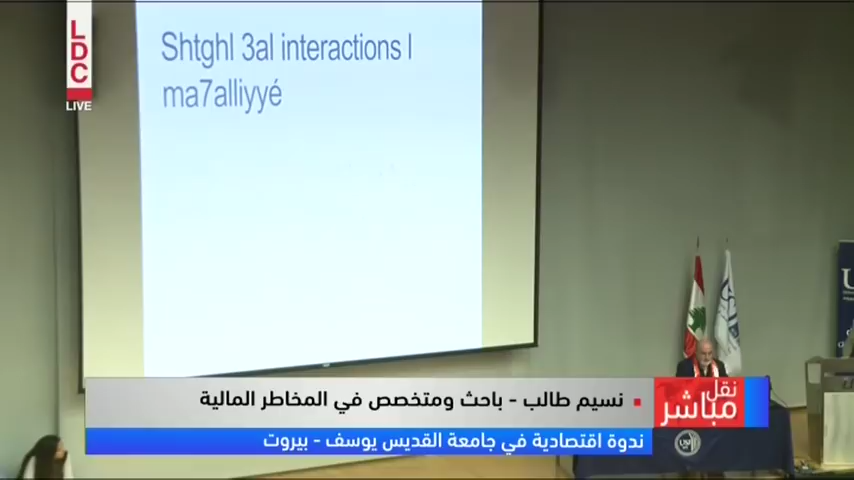 LDC
LIVE
Shtghl 3al interactions l
ma7alliyyé
U
نقل مباشر
نسيم طالب - باحث ومتخصص في المخاطر المالية
ندوة اقتصادية في جامعة القديس يوسف - بيروت